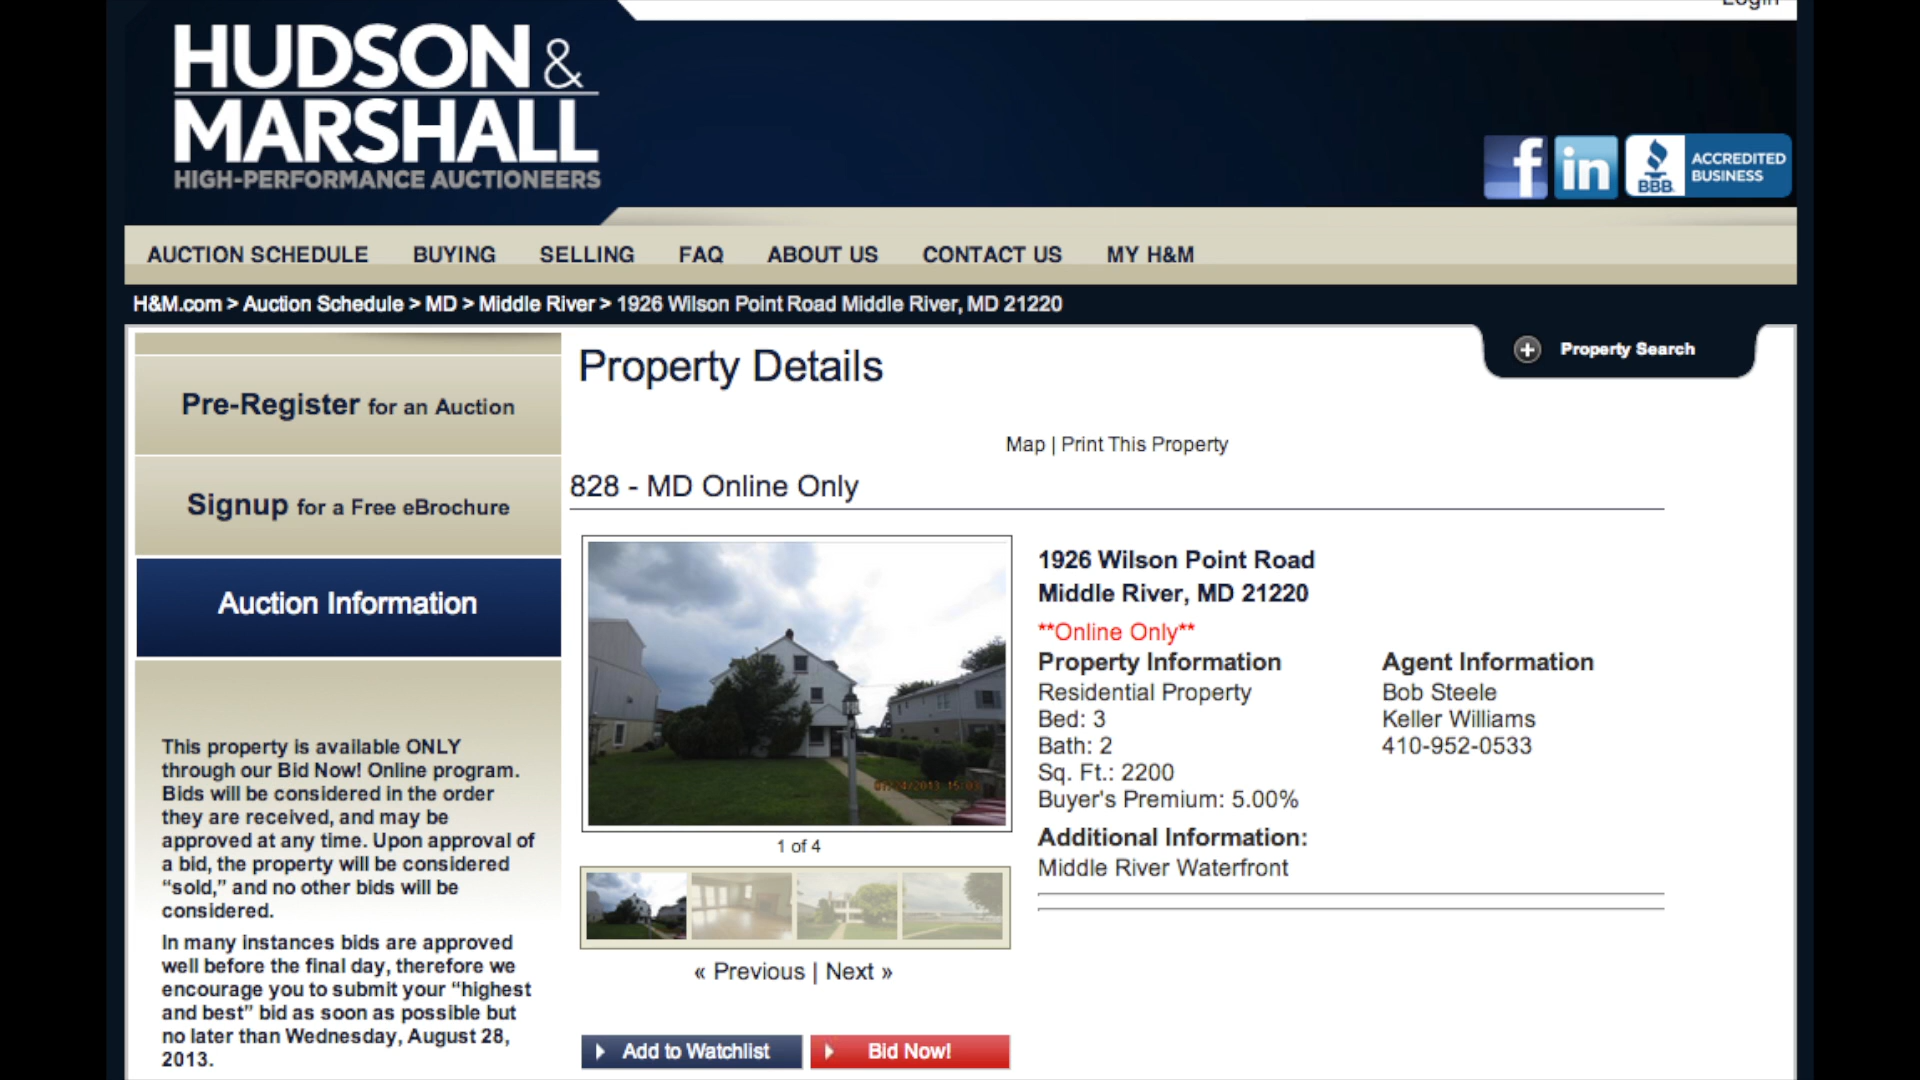 Login
HUDSON &
MARSHALL
HIGH-PERFORMANCE AUCTIONEERS
f
in
BBB
ACCREDITED
BUSINESS
AUCTION SCHEDULE BUYING SELLING FAQ ABOUT US CONTACT US MY H&M
H&M.com > Auction Schedule > MD > Middle River > 1926 Wilson Point Road Middle River, MD 21220
Property Search
Pre-Register for an Auction
Signup for a Free eBrochure
Auction Information
This property is available ONLY
through our Bid Now! Online program.
Bids will be considered in the order
they are received, and may be
approved at any time. Upon approval of
a bid, the property will be considered
“sold,” and no other bids will be
considered.
In many instances bids are approved
well before the final day, therefore we
encourage you to submit your “highest
and best” bid as soon as possible but
no later than Wednesday, August 28,
2013.
Property Details
Map | Print This Property
828 - MD Online Only
07/24/2013 15:03
1 of 4
« Previous | Next »
Add to Watchlist
Bid Now!
1926 Wilson Point Road
Middle River, MD 21220
**Online Only**
Property Information
Residential Property
Bed: 3
Bath: 2
Sq. Ft.: 2200
Buyer's Premium: 5.00%
Agent Information
Bob Steele
Keller Williams
410-952-0533
Additional Information:
Middle River Waterfront